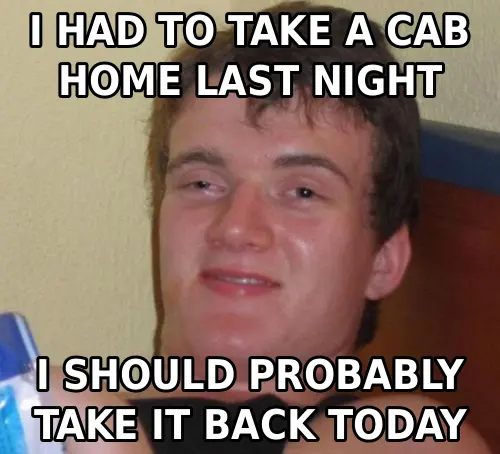 I HAD TO TAKE A CAB
HOME LAST NIGHT
I SHOULD PROBABLY
TAKE IT BACK TODAY